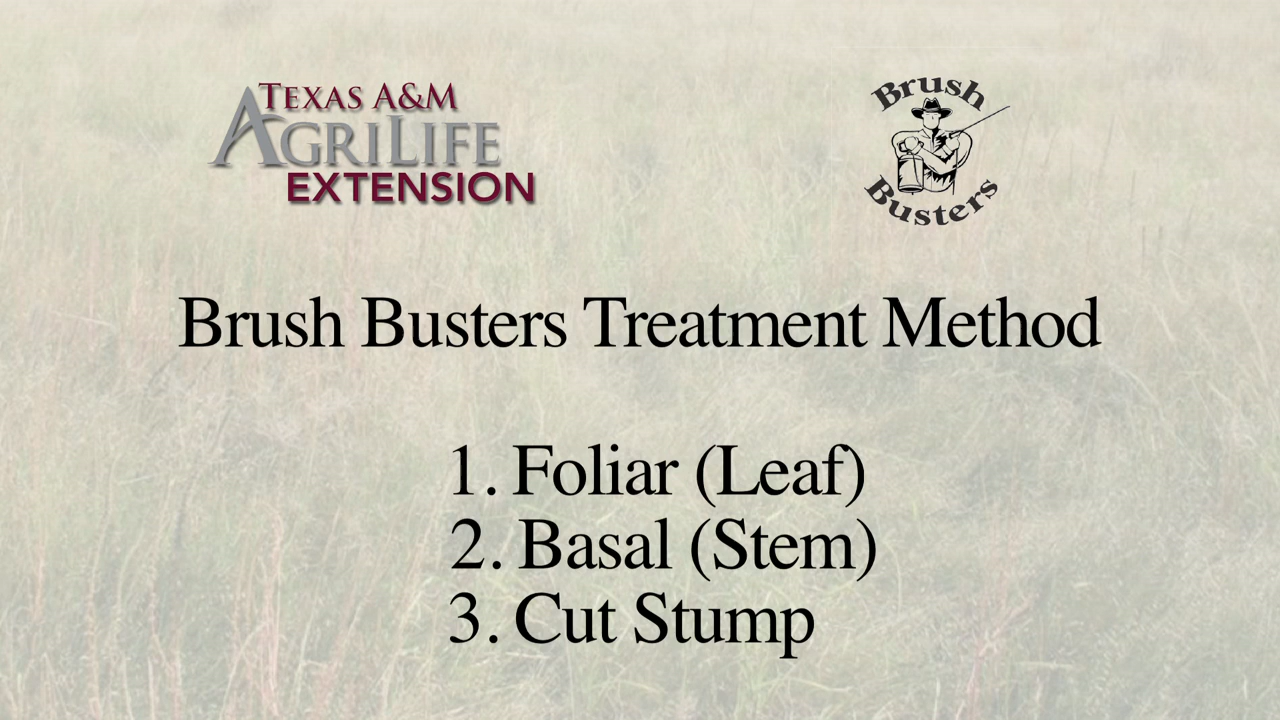 TEXAS A&M
AGRILIFE
EXTENSION
Brush
Busters
Brush Busters Treatment Method
1. Foliar (Leaf)
2. Basal (Stem)
3. Cut Stump